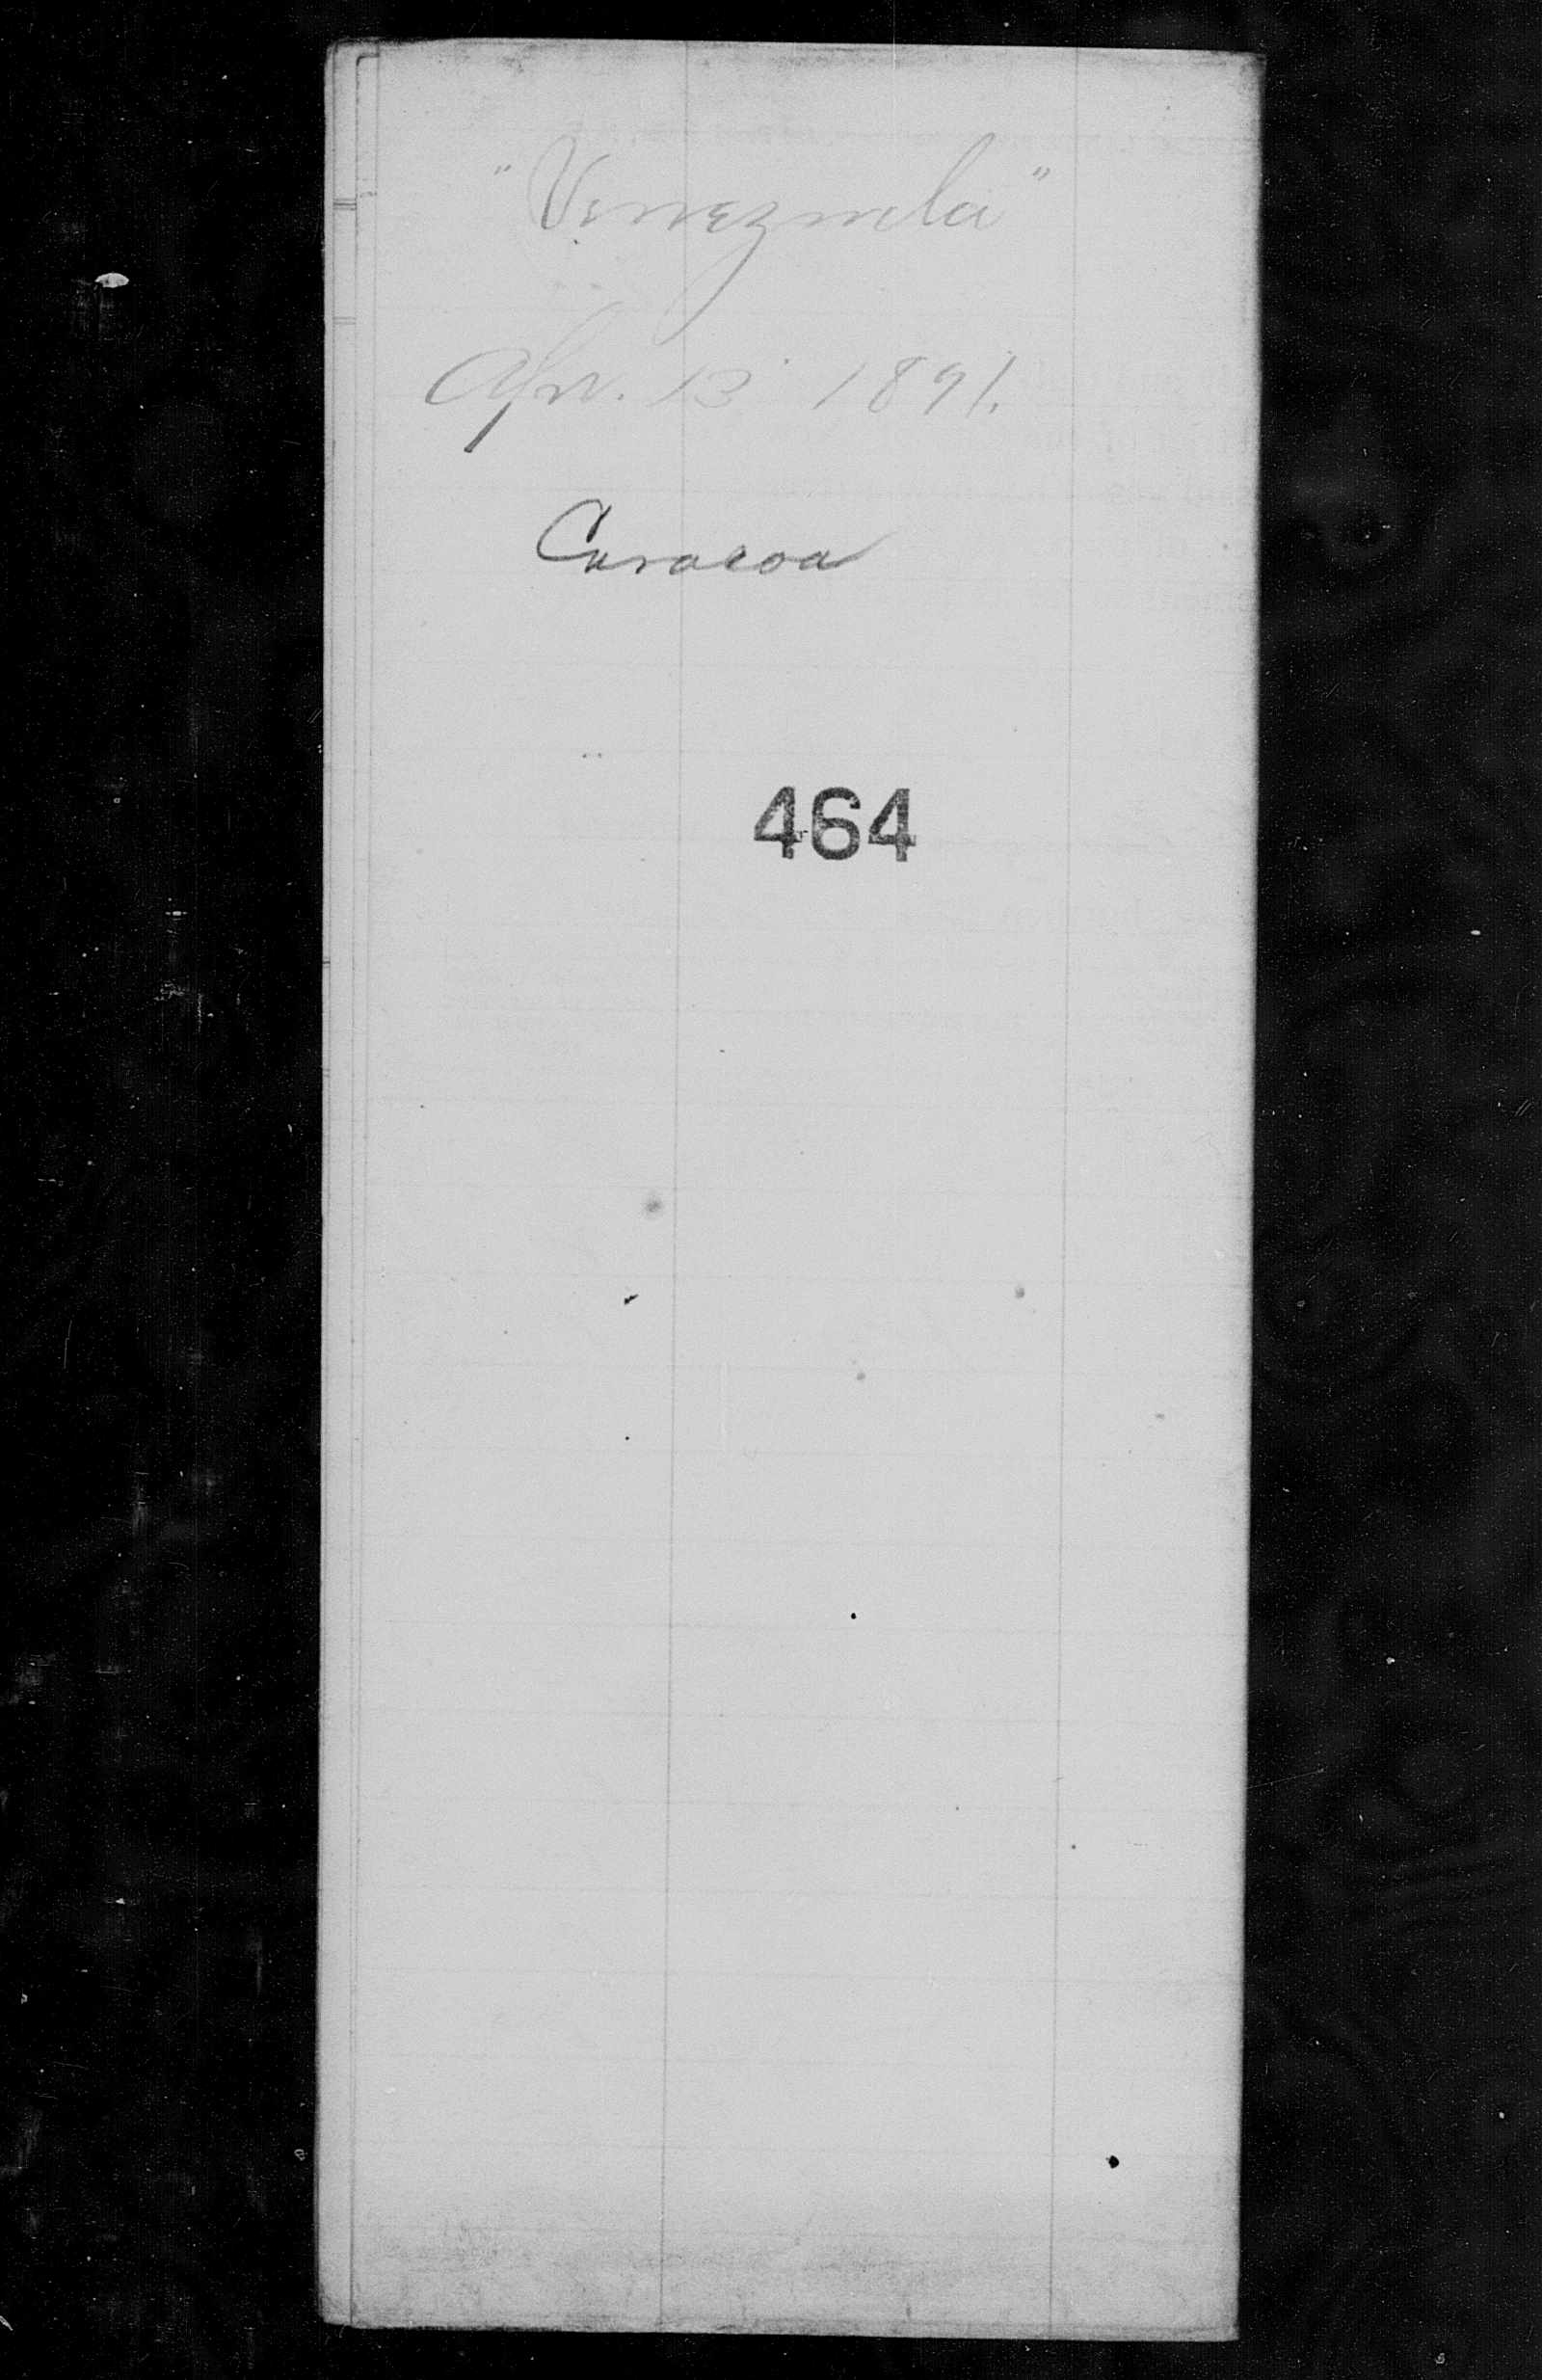 "Venezuela"
Apr. 13 1891.
Curacoa
464